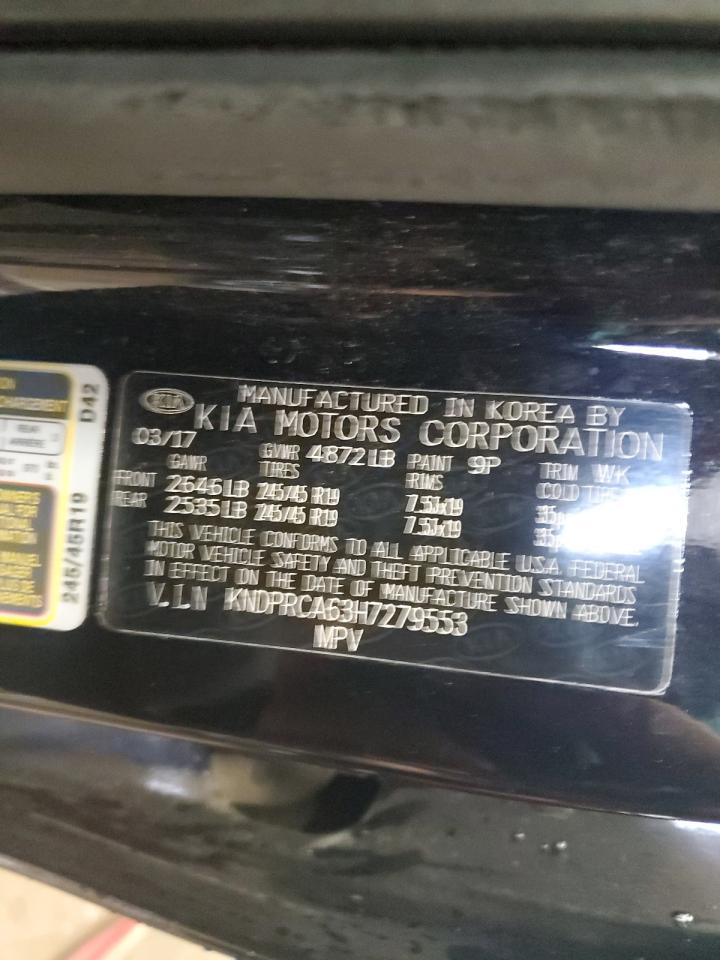 KIA
MANUFACTURED IN KOREA BY
KIA MOTORS CORPORATION
03/17 GVWR 4872LB PAINT 9P TRIM WK
GAWR TIRES RIMS COLD TIRE
FRONT 2646LB 245/45 R19 7.5Jx19
REAR 2535LB 245/45 R19 7.5Jx19
THIS VEHICLE CONFORMS TO ALL APPLICABLE U.S.A. FEDERAL
MOTOR VEHICLE SAFETY AND THEFT PREVENTION STANDARDS
IN EFFECT ON THE DATE OF MANUFACTURE SHOWN ABOVE.
V.I.N KNDPRCA63H7279553
MPV
REAR
D42
245/45R19